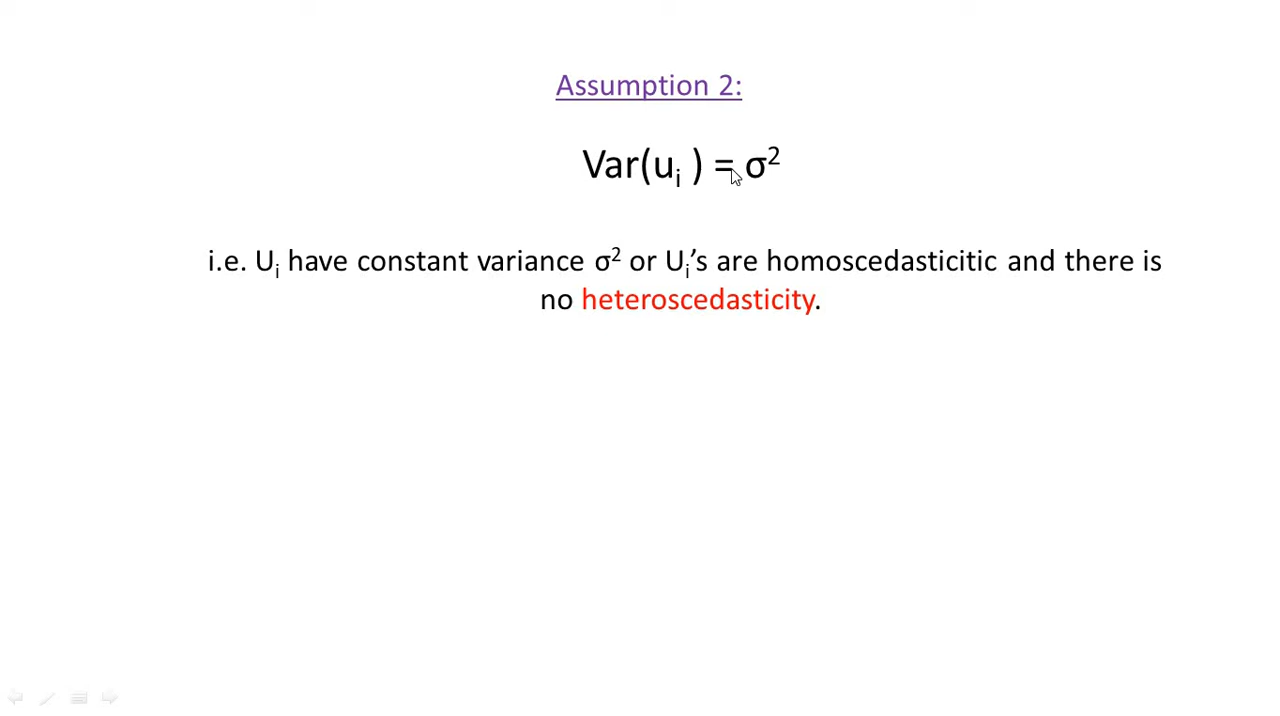 Assumption 2:
Var(uᵢ ) = σ²
i.e. Uᵢ have constant variance σ² or Uᵢ’s are homoscedasticitic and there is
no heteroscedasticity.